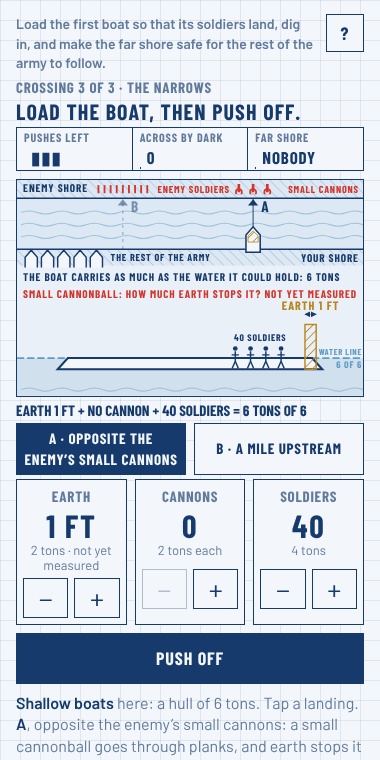 Load the first boat so that its soldiers land, dig
in, and make the far shore safe for the rest of the
army to follow.
?
CROSSING 3 OF 3 · THE NARROWS
LOAD THE BOAT, THEN PUSH OFF.
PUSHES LEFT
ACROSS BY DARK
0
FAR SHORE
NOBODY
ENEMY SHORE
ENEMY SOLDIERS
SMALL CANNONS
B
A
THE REST OF THE ARMY
YOUR SHORE
THE BOAT CARRIES AS MUCH AS THE WATER IT COULD HOLD: 6 TONS
SMALL CANNONBALL: HOW MUCH EARTH STOPS IT? NOT YET MEASURED
EARTH 1 FT
40 SOLDIERS
WATER LINE
6 OF 6
EARTH 1 FT + NO CANNON + 40 SOLDIERS = 6 TONS OF 6
A · OPPOSITE THE
ENEMY'S SMALL CANNONS
B · A MILE UPSTREAM
EARTH
1 FT
2 tons · not yet
measured
− +
CANNONS
0
2 tons each
− +
SOLDIERS
40
4 tons
− +
PUSH OFF
Shallow boats here: a hull of 6 tons. Tap a landing.
A, opposite the enemy's small cannons: a small
cannonball goes through planks, and earth stops it